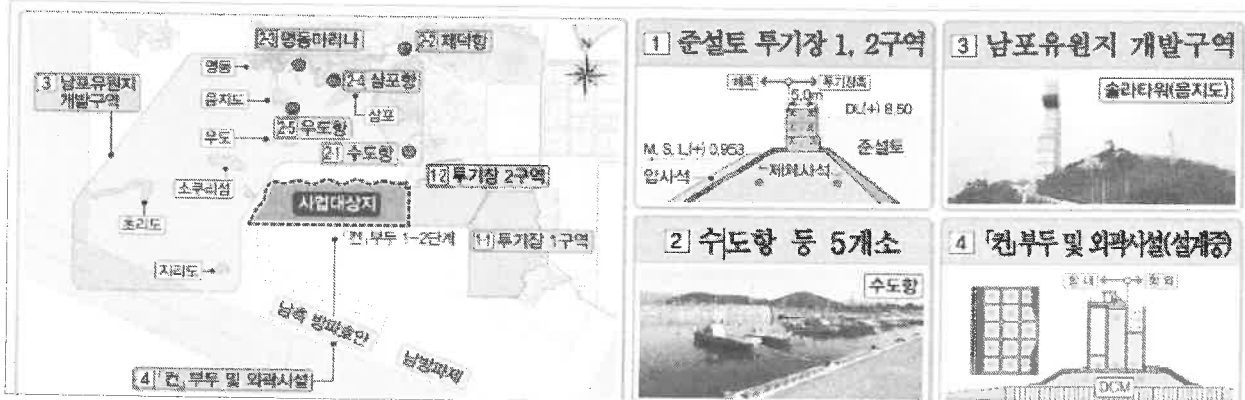 2-3 명동마리나
2-2 제덕항
3 남포유원지
개발구역
명동
2-4 삼포항
음지도
삼포
우도
2-5 우도항
2-1 수도항
소쿠리섬
1-2 투기장 2구역
사업대상지
초리도
「컨」부두 1-2단계
1-1 투기장 1구역
지리도
남측 방파호안
남방파제
4 「컨」부두 및 외곽시설
1 준설토 투기장 1, 2구역
해측
투기장측
5.0m
DL(+) 8.50
M. S. L(+) 0.953
준설토
제체사석
2 수도항 등 5개소
수도항
3 남포유원지 개발구역
솔라타워(음지도)
4 「컨」부두 및 외곽시설(설계중)
항 내
항 외
DCM